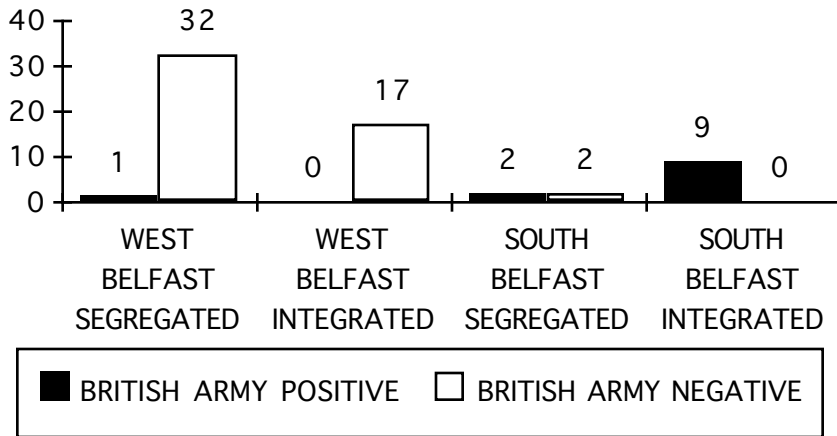 40
30
20
10
0
1
32
0
17
2
2
9
0
WEST
BELFAST
SEGREGATED
WEST
BELFAST
INTEGRATED
SOUTH
BELFAST
SEGREGATED
SOUTH
BELFAST
INTEGRATED
BRITISH ARMY POSITIVE
BRITISH ARMY NEGATIVE